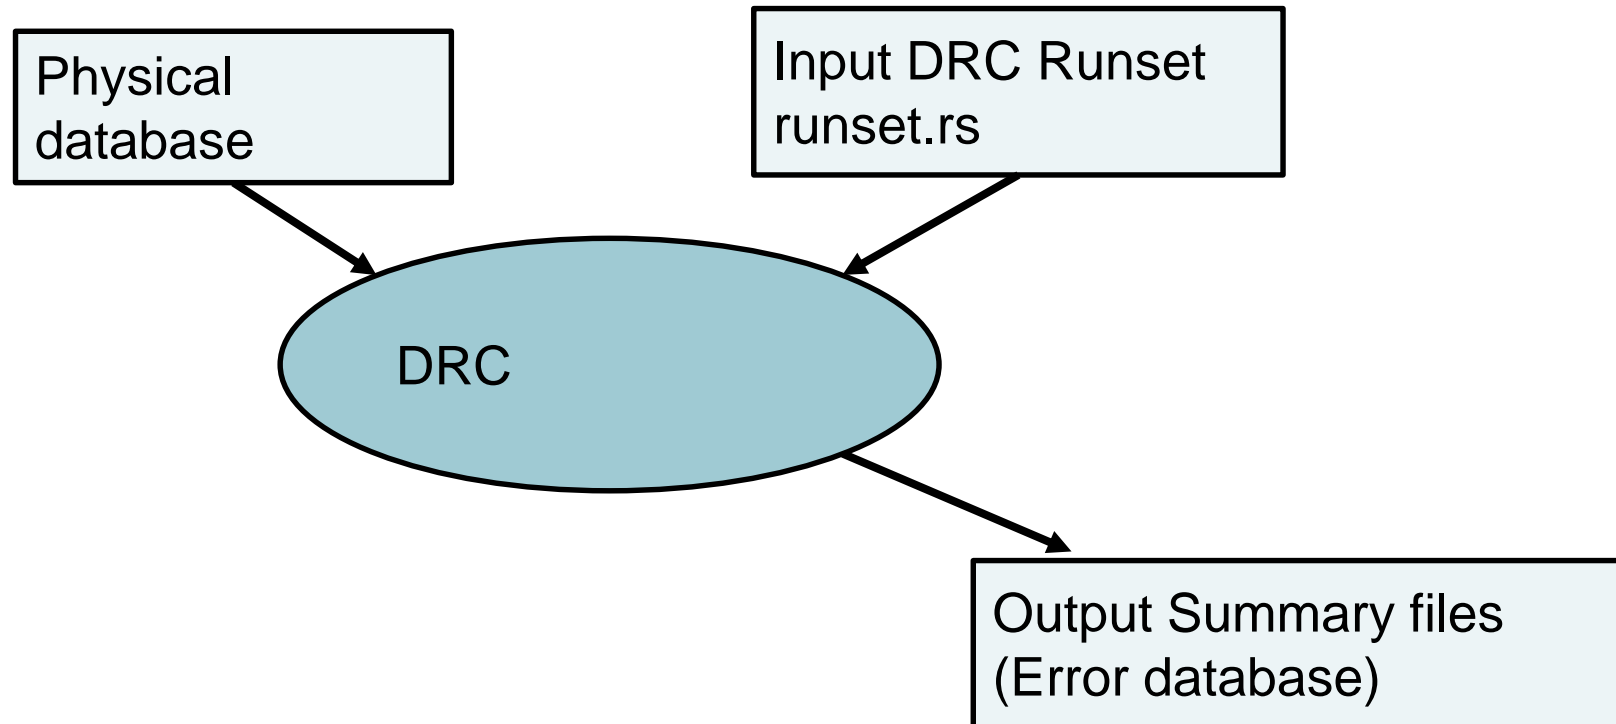 Physical
database
Input DRC Runset
runset.rs
DRC
Output Summary files
(Error database)